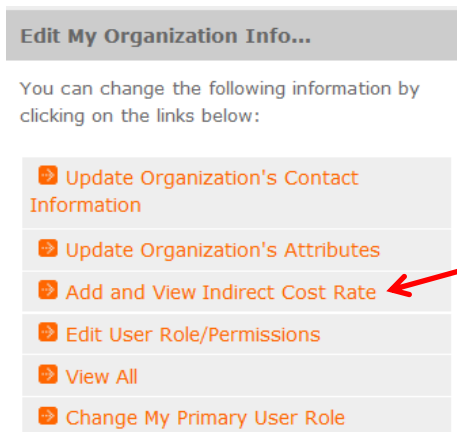 Edit My Organization Info...
You can change the following information by
clicking on the links below:
Update Organization's Contact
Information
Update Organization's Attributes
Add and View Indirect Cost Rate
Edit User Role/Permissions
View All
Change My Primary User Role